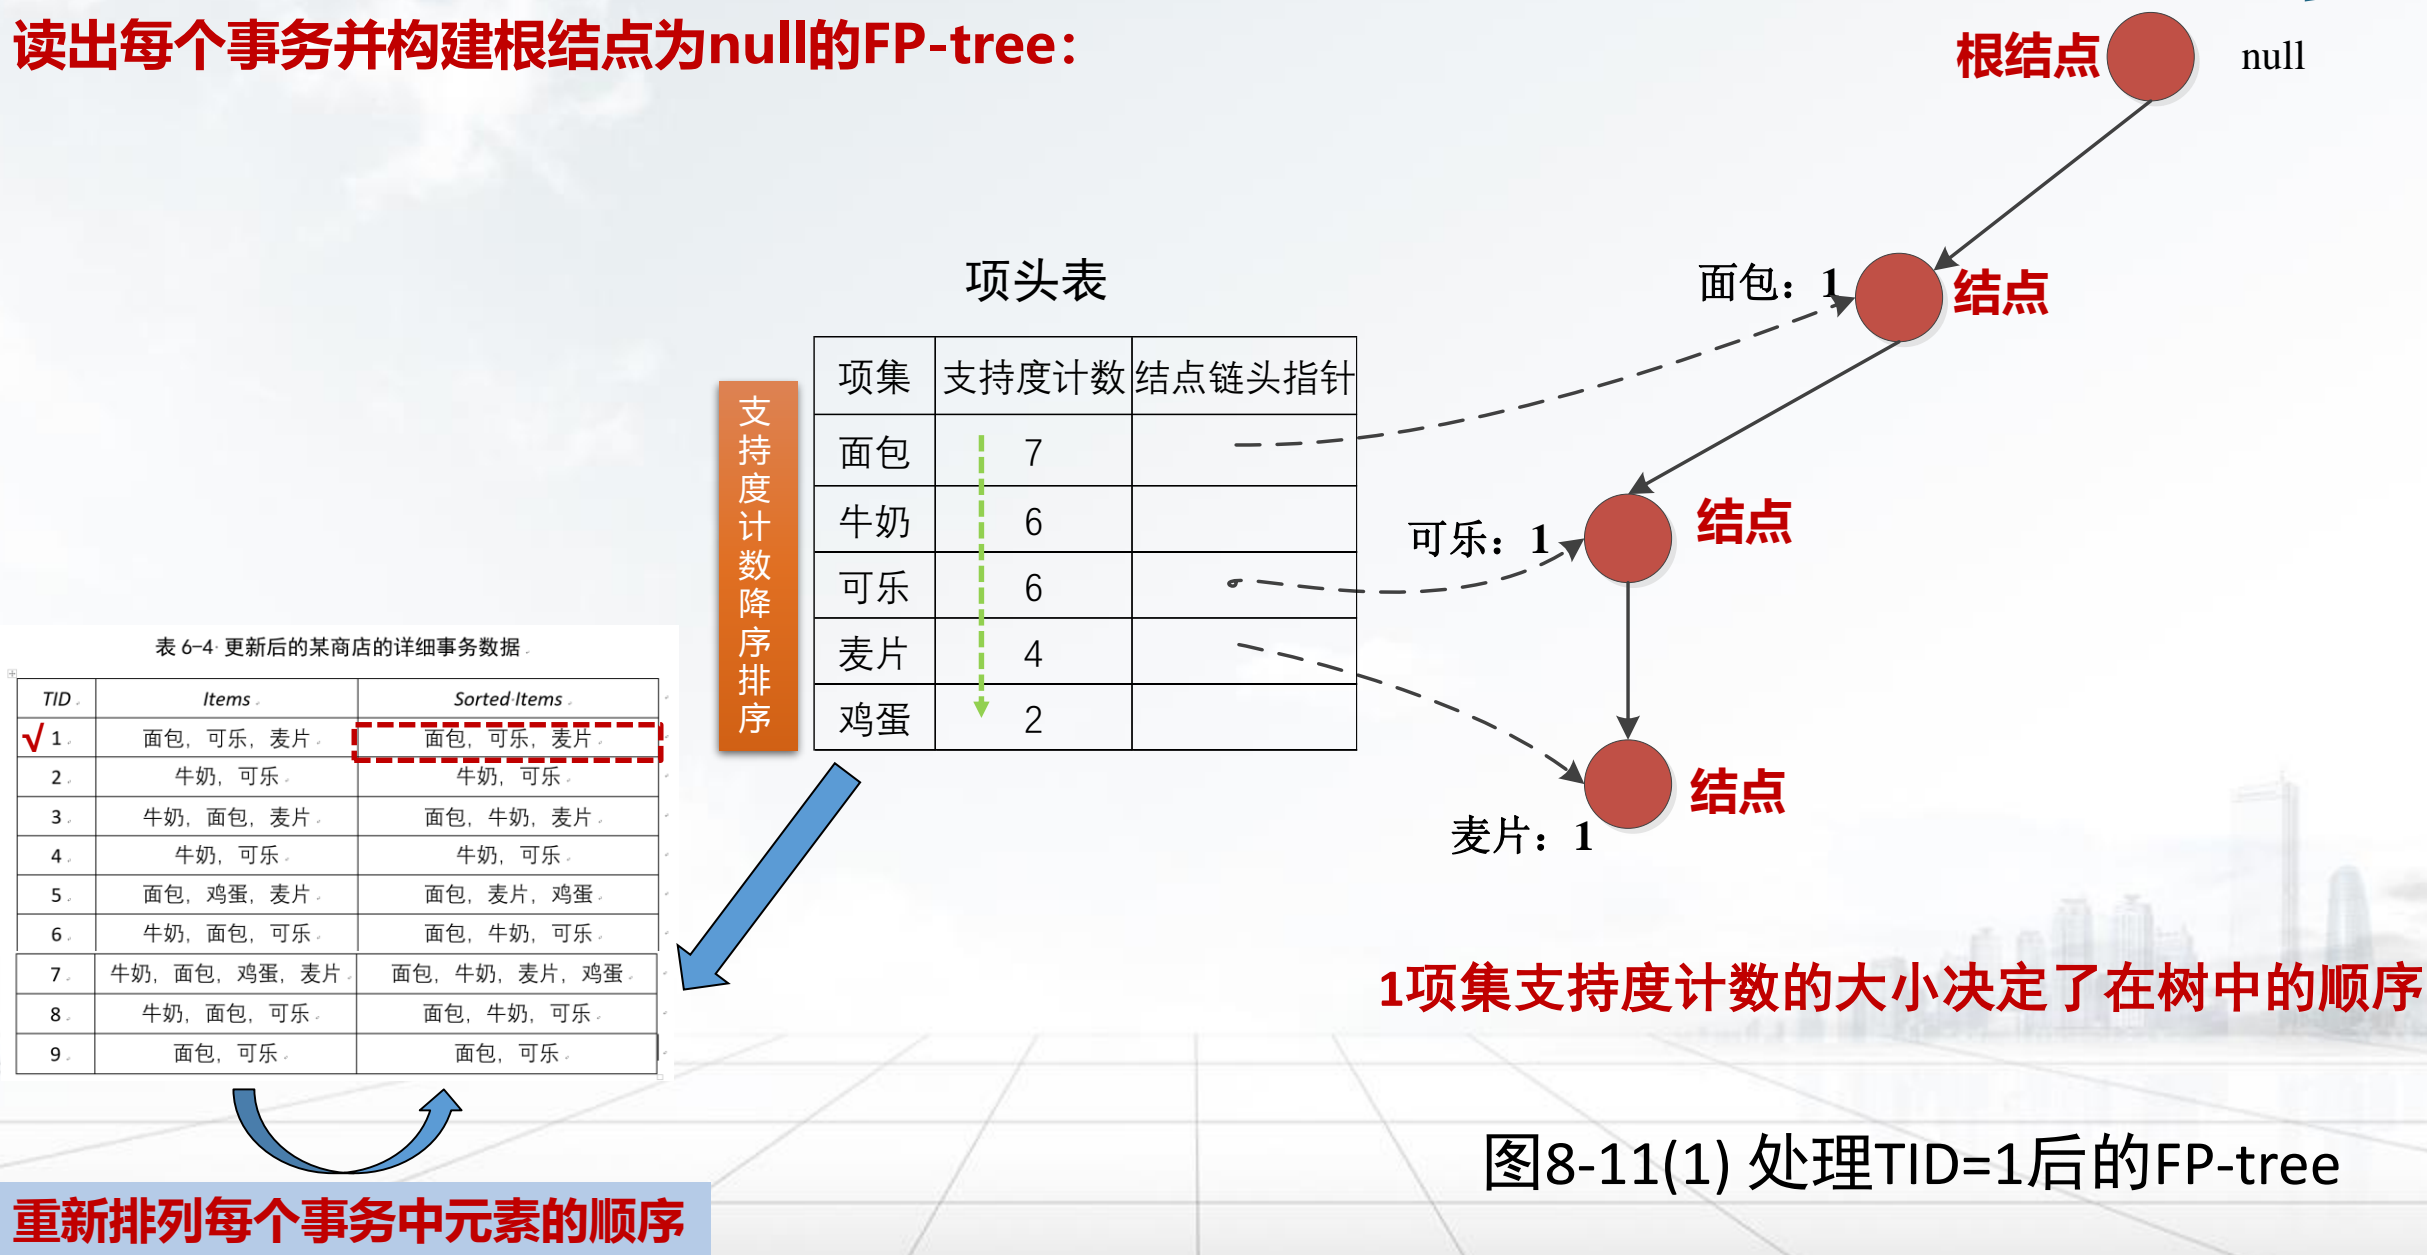 读出每个事务并构建根结点为null的FP-tree：
根结点 null
面包：1 结点
可乐：1 结点
麦片：1 结点
项头表
项集 支持度计数 结点链头指针
面包 7
牛奶 6
可乐 6
麦片 4
鸡蛋 2
支持度计数降序排序
表 6-4 更新后的某商店的详细事务数据
TID Items Sorted Items
√ 1 面包，可乐，麦片 面包，可乐，麦片
2 牛奶，可乐 牛奶，可乐
3 牛奶，面包，麦片 面包，牛奶，麦片
4 牛奶，可乐 牛奶，可乐
5 面包，鸡蛋，麦片 面包，麦片，鸡蛋
6 牛奶，面包，可乐 面包，牛奶，可乐
7 牛奶，面包，鸡蛋，麦片 面包，牛奶，麦片，鸡蛋
8 牛奶，面包，可乐 面包，牛奶，可乐
9 面包，可乐 面包，可乐
重新排列每个事务中元素的顺序
1项集支持度计数的大小决定了在树中的顺序
图8-11(1) 处理TID=1后的FP-tree